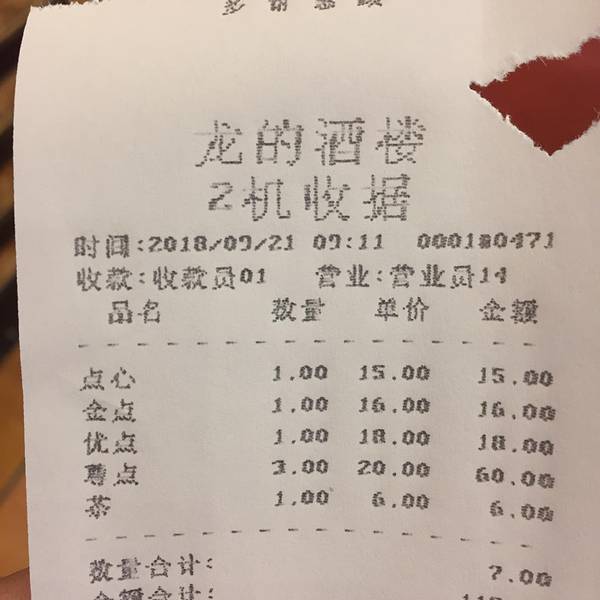 龙的酒楼
2机收据
时间:2018/09/21 09:11 000180471
收款:收款员01 营业:营业员14
品名 数量 单价 金额
点心 1.00 15.00 15.00
金点 1.00 16.00 16.00
优点 1.00 18.00 18.00
尊点 3.00 20.00 60.00
茶 1.00 6.00 6.00
数量合计: 7.00
金额合计: